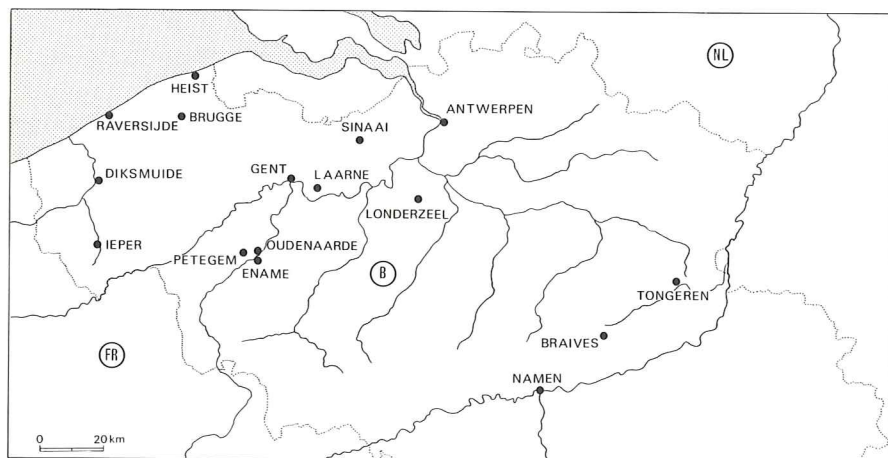 NL
HEIST
ANTWERPEN
RAVERSIJDE
BRUGGE
SINAAI
DIKSMUIDE
GENT
LAARNE
LONDERZEEL
IEPER
OUDENAARDE
PETEGEM
ENAME
B
TONGEREN
BRAIVES
FR
NAMEN
0 20 km